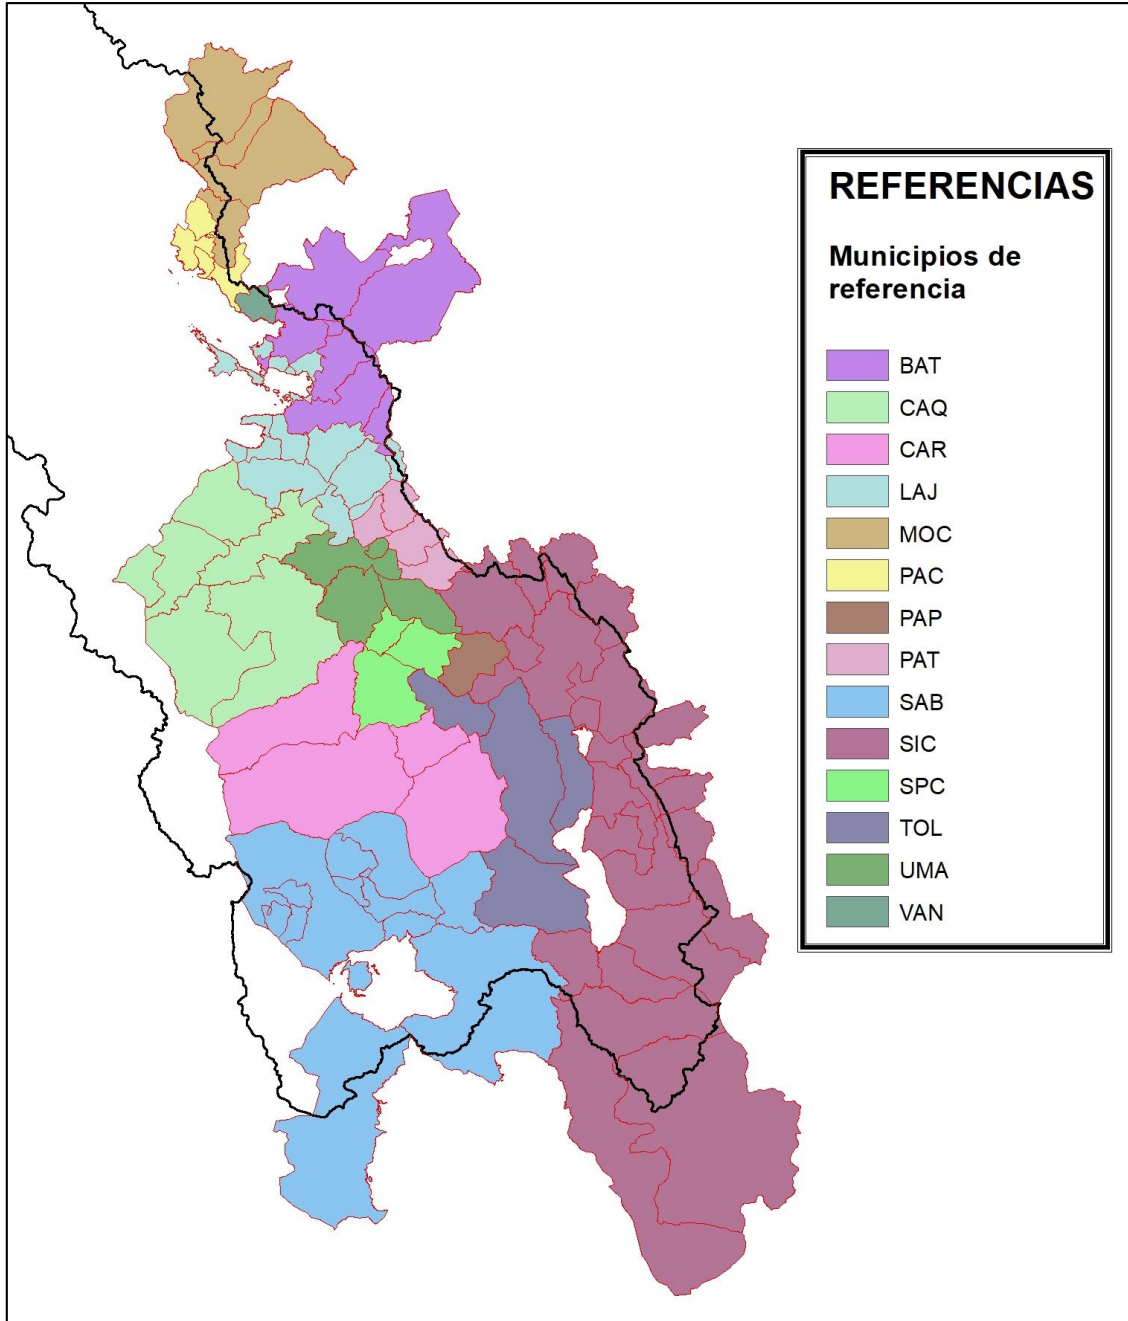 REFERENCIAS
Municipios de
referencia
BAT
CAQ
CAR
LAJ
MOC
PAC
PAP
PAT
SAB
SIC
SPC
TOL
UMA
VAN